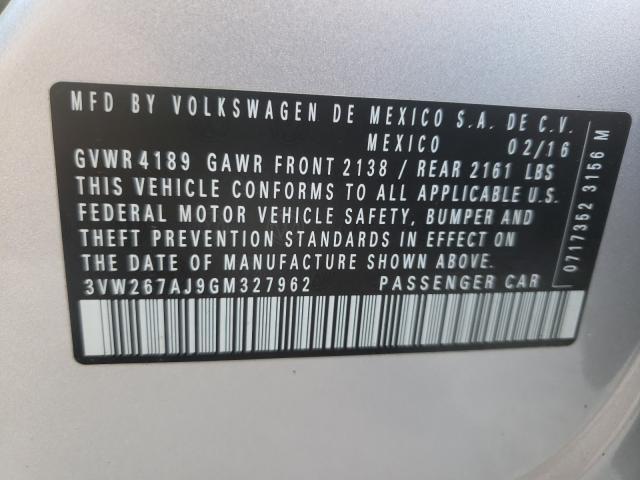 MFD BY VOLKSWAGEN DE MEXICO S.A. DE C.V.
MEXICO 02/16
GVWR 4189 GAWR FRONT 2138 / REAR 2161 LBS
THIS VEHICLE CONFORMS TO ALL APPLICABLE U.S.
FEDERAL MOTOR VEHICLE SAFETY, BUMPER AND
THEFT PREVENTION STANDARDS IN EFFECT ON
THE DATE OF MANUFACTURE SHOWN ABOVE.
3VW267AJ9GM327962 PASSENGER CAR
0717352 3156 M